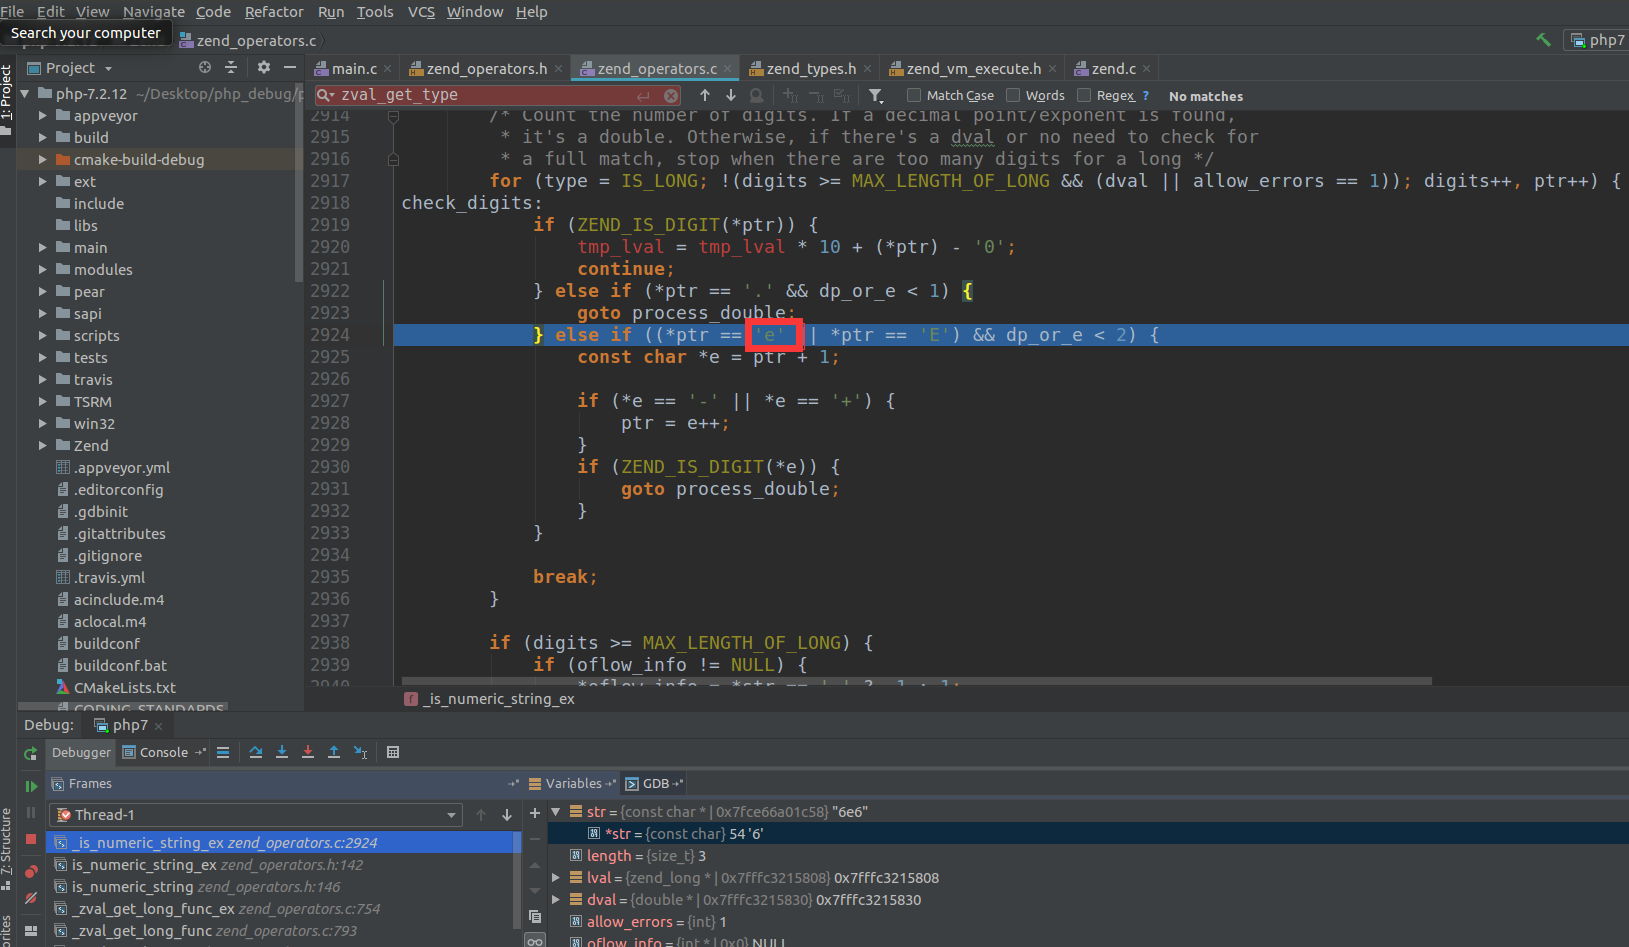 File Edit View Navigate Code Refactor Run Tools VCS Window Help
Search your computer
zend_operators.c
php7
1: Project
Project
main.c
zend_operators.h
zend_operators.c
zend_types.h
zend_vm_execute.h
zend.c
zval_get_type
Match Case
Words
Regex
?
No matches
php-7.2.12 ~/Desktop/php_debug/p
appveyor
build
cmake-build-debug
ext
include
libs
main
modules
pear
sapi
scripts
tests
travis
TSRM
win32
Zend
.appveyor.yml
.editorconfig
.gdbinit
.gitattributes
.gitignore
.travis.yml
acinclude.m4
aclocal.m4
buildconf
buildconf.bat
CMakeLists.txt
CODING_STANDARDS
2914 /* Count the number of digits. If a decimal point/exponent is found,
2915 * it's a double. Otherwise, if there's a dval or no need to check for
2916 * a full match, stop when there are too many digits for a long */
2917 for (type = IS_LONG; !(digits >= MAX_LENGTH_OF_LONG && (dval || allow_errors == 1)); digits++, ptr++) {
2918 check_digits:
2919 if (ZEND_IS_DIGIT(*ptr)) {
2920 tmp_lval = tmp_lval * 10 + (*ptr) - '0';
2921 continue;
2922 } else if (*ptr == '.' && dp_or_e < 1) {
2923 goto process_double;
2924 } else if ((*ptr == 'e' || *ptr == 'E') && dp_or_e < 2) {
2925 const char *e = ptr + 1;
2926
2927 if (*e == '-' || *e == '+') {
2928 ptr = e++;
2929 }
2930 if (ZEND_IS_DIGIT(*e)) {
2931 goto process_double;
2932 }
2933 }
2934
2935 break;
2936 }
2937
2938 if (digits >= MAX_LENGTH_OF_LONG) {
2939 if (oflow_info != NULL) {
2940 *oflow_info = *str == '-' ? -1 : 1;
f _is_numeric_string_ex
Debug: php7
Debugger Console
Frames
Variables
GDB
Thread-1
_is_numeric_string_ex zend_operators.c:2924
is_numeric_string_ex zend_operators.h:142
is_numeric_string zend_operators.h:146
_zval_get_long_func_ex zend_operators.c:754
_zval_get_long_func zend_operators.c:793
str = {const char * | 0x7fce66a01c58} "6e6"
*str = {const char} 54 '6'
length = {size_t} 3
lval = {zend_long * | 0x7fffc3215808} 0x7fffc3215808
dval = {double * | 0x7fffc3215830} 0x7fffc3215830
allow_errors = {int} 1
oflow_info = {int * | 0x0} NULL
7: Structure